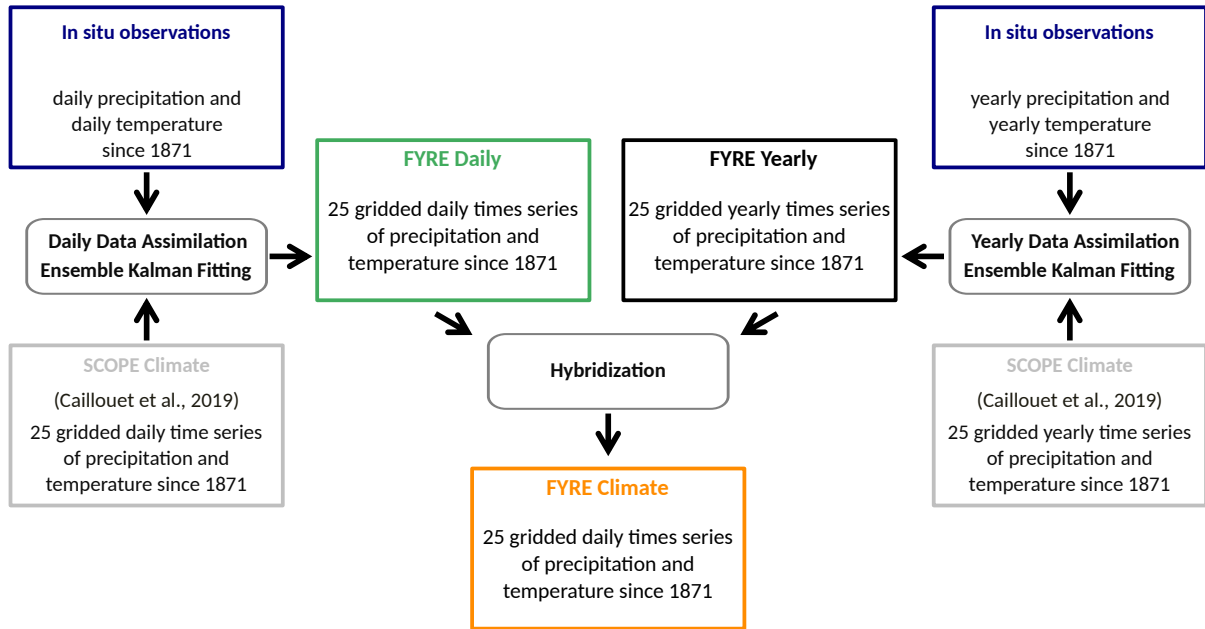 In situ observations
daily precipitation and
daily temperature
since 1871
Daily Data Assimilation
Ensemble Kalman Fitting
SCOPE Climate
(Caillouet et al., 2019)
25 gridded daily time series
of precipitation and
temperature since 1871
FYRE Daily
25 gridded daily times series
of precipitation and
temperature since 1871
FYRE Yearly
25 gridded yearly times series
of precipitation and
temperature since 1871
In situ observations
yearly precipitation and
yearly temperature
since 1871
Yearly Data Assimilation
Ensemble Kalman Fitting
SCOPE Climate
(Caillouet et al., 2019)
25 gridded yearly time series
of precipitation and
temperature since 1871
Hybridization
FYRE Climate
25 gridded daily times series
of precipitation and
temperature since 1871